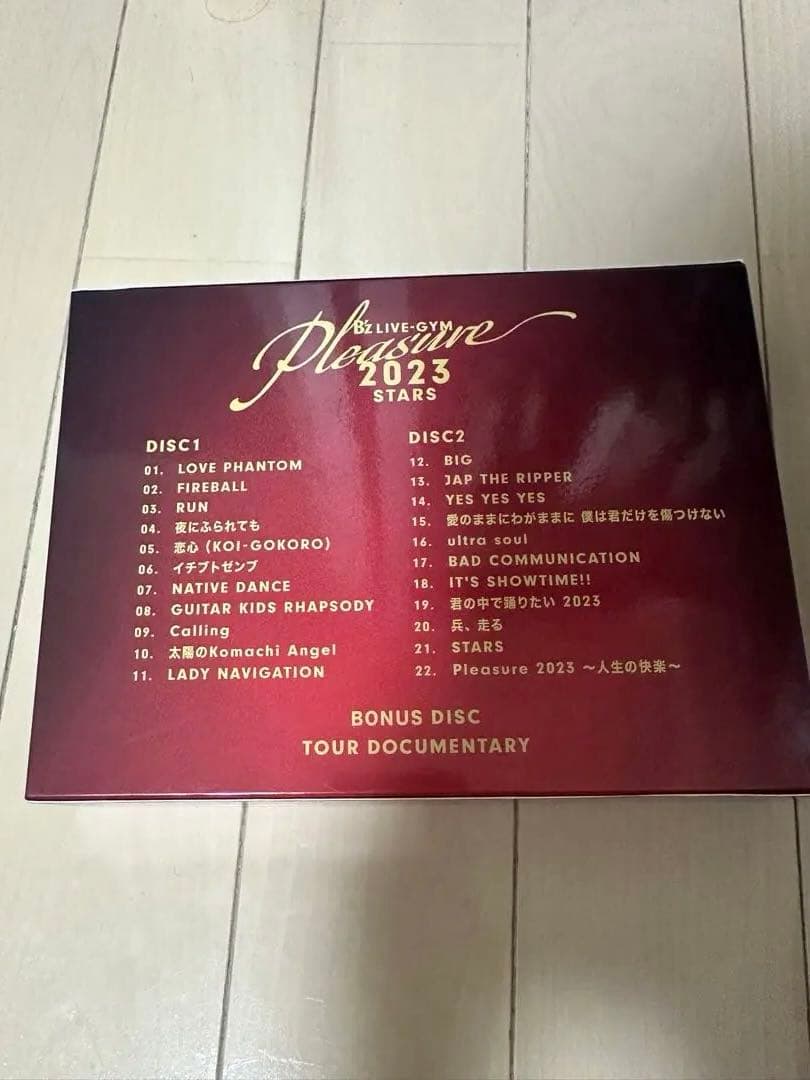 B'z LIVE-GYM
Pleasure
2023
STARS
DISC1
01. LOVE PHANTOM
02. FIREBALL
03. RUN
04. 夜にふられても
05. 恋心 (KOI-GOKORO)
06. イチブトゼンブ
07. NATIVE DANCE
08. GUITAR KIDS RHAPSODY
09. Calling
10. 太陽のKomachi Angel
11. LADY NAVIGATION
DISC2
12. BIG
13. JAP THE RIPPER
14. YES YES YES
15. 愛のままにわがままに 僕は君だけを傷つけない
16. ultra soul
17. BAD COMMUNICATION
18. IT'S SHOWTIME!!
19. 君の中で踊りたい 2023
20. 兵、走る
21. STARS
22. Pleasure 2023 ～人生の快楽～
BONUS DISC
TOUR DOCUMENTARY